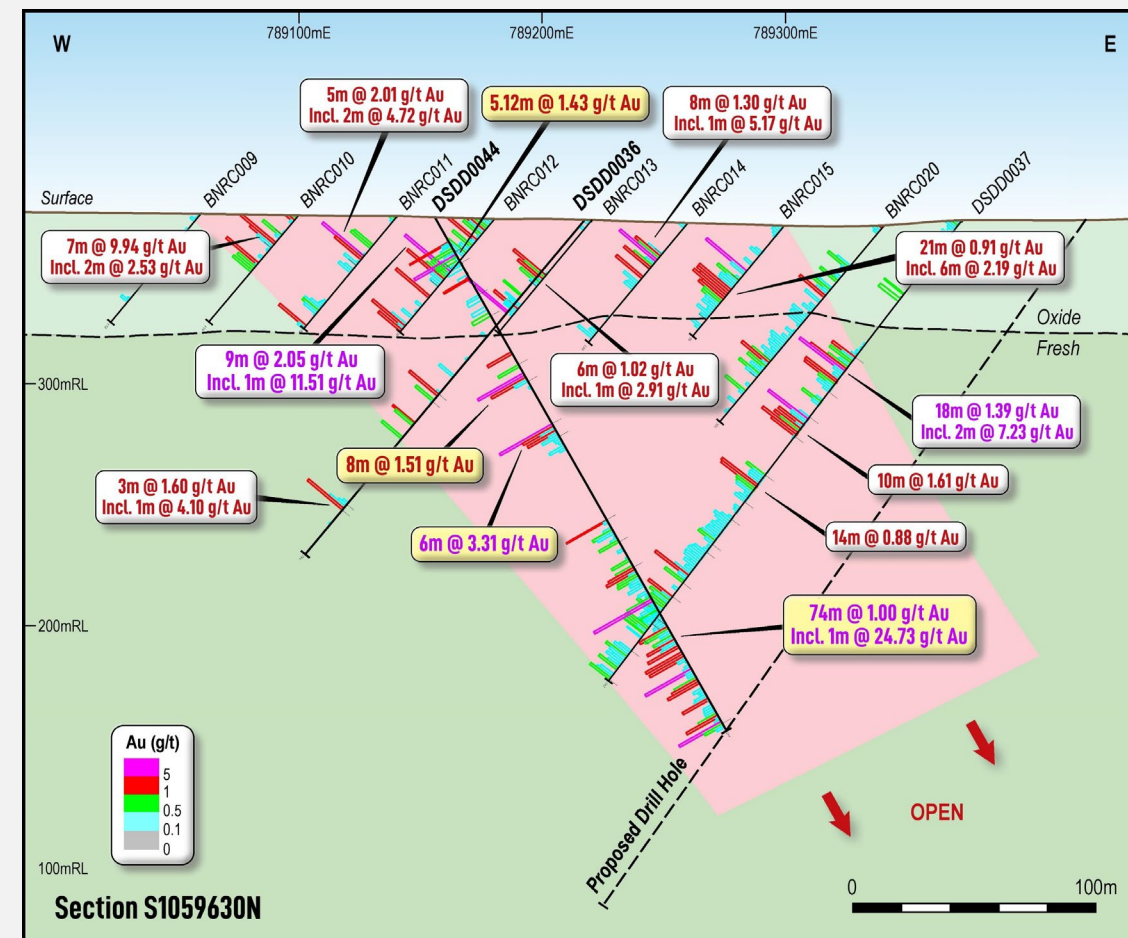 789100mE
789200mE
789300mE
W
E
5m @ 2.01 g/t Au
Incl. 2m @ 4.72 g/t Au
5.12m @ 1.43 g/t Au
8m @ 1.30 g/t Au
Incl. 1m @ 5.17 g/t Au
Surface
BNRC009
BNRC010
BNRC011
DSDD0044
BNRC012
DSDD0036
BNRC013
BNRC014
BNRC015
BNRC020
DSDD0037
7m @ 9.94 g/t Au
Incl. 2m @ 2.53 g/t Au
21m @ 0.91 g/t Au
Incl. 6m @ 2.19 g/t Au
Oxide
Fresh
9m @ 2.05 g/t Au
Incl. 1m @ 11.51 g/t Au
6m @ 1.02 g/t Au
Incl. 1m @ 2.91 g/t Au
300mRL
18m @ 1.39 g/t Au
Incl. 2m @ 7.23 g/t Au
8m @ 1.51 g/t Au
10m @ 1.61 g/t Au
3m @ 1.60 g/t Au
Incl. 1m @ 4.10 g/t Au
6m @ 3.31 g/t Au
14m @ 0.88 g/t Au
74m @ 1.00 g/t Au
Incl. 1m @ 24.73 g/t Au
200mRL
Au (g/t)
5
1
0.5
0.1
0
Proposed Drill Hole
OPEN
100mRL
0
100m
Section S1059630N